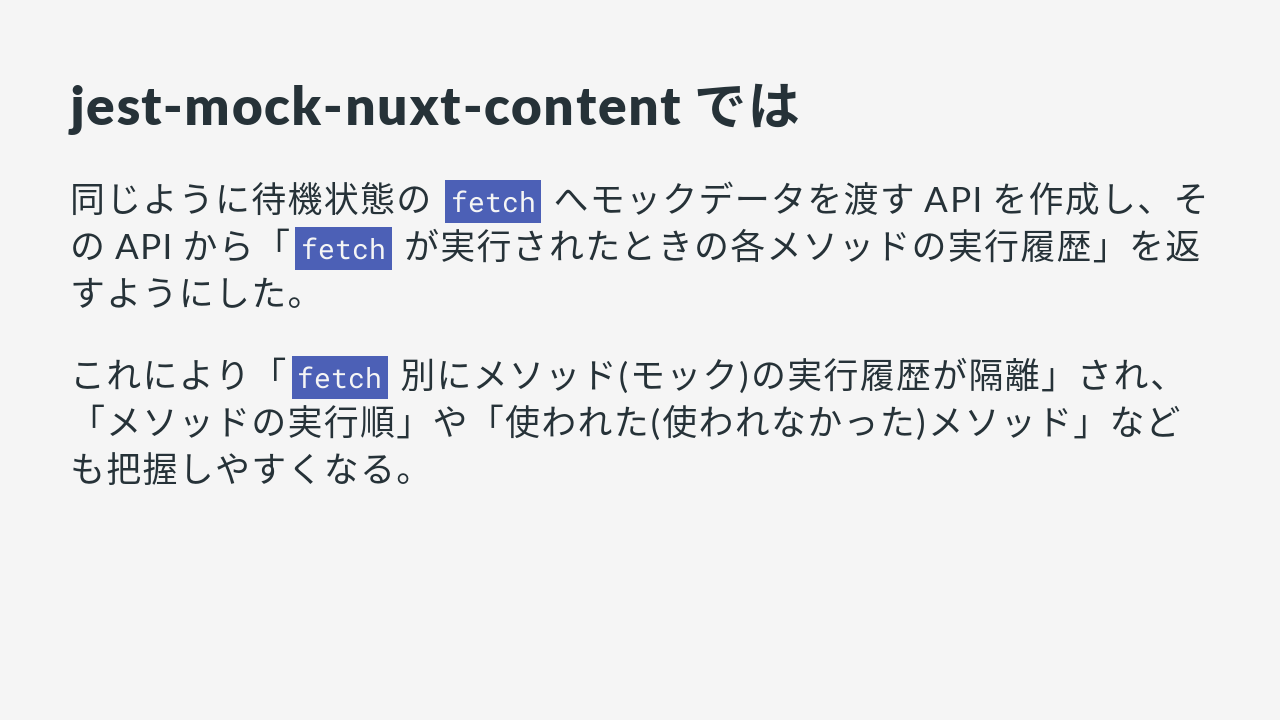 jest-mock-nuxt-content では
同じように待機状態の fetch へモックデータを渡す API を作成し、そ
の API から「fetch が実行されたときの各メソッドの実行履歴」を返
すようにした。
これにより「fetch 別にメソッド(モック)の実行履歴が隔離」され、
「メソッドの実行順」や「使われた(使われなかった)メソッド」など
も把握しやすくなる。